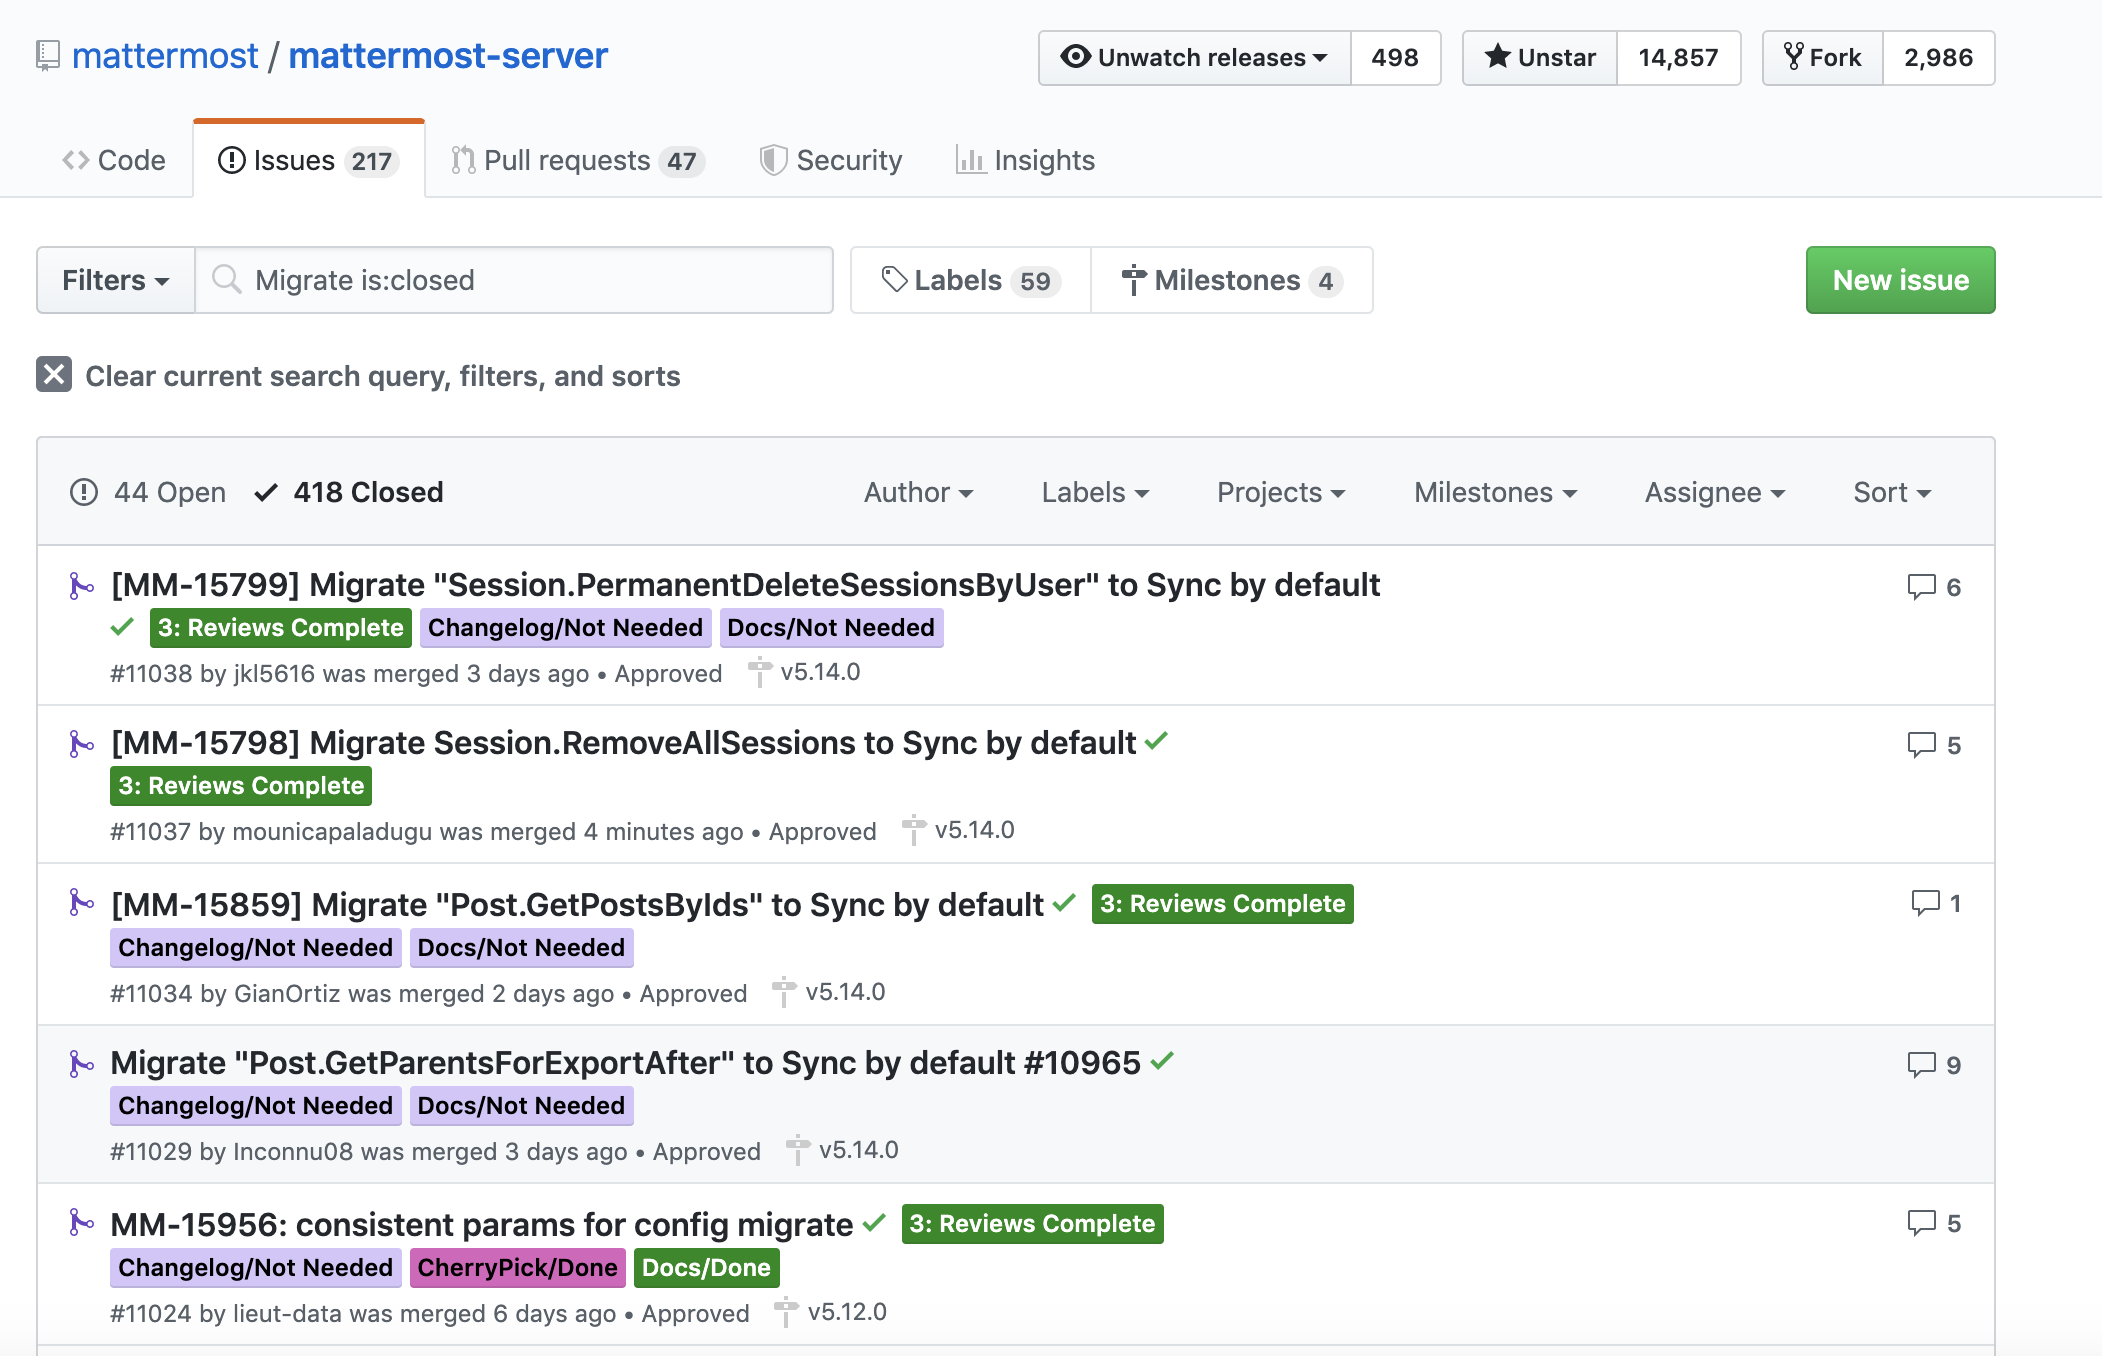 mattermost / mattermost-server
Unwatch releases 498 Unstar 14,857 Fork 2,986
Code Issues 217 Pull requests 47 Security Insights
Filters Migrate is:closed Labels 59 Milestones 4 New issue
Clear current search query, filters, and sorts
44 Open 418 Closed Author Labels Projects Milestones Assignee Sort
[MM-15799] Migrate "Session.PermanentDeleteSessionsByUser" to Sync by default 6
3: Reviews Complete Changelog/Not Needed Docs/Not Needed
#11038 by jkl5616 was merged 3 days ago • Approved v5.14.0
[MM-15798] Migrate Session.RemoveAllSessions to Sync by default 5
3: Reviews Complete
#11037 by mounicapaladugu was merged 4 minutes ago • Approved v5.14.0
[MM-15859] Migrate "Post.GetPostsByIds" to Sync by default 3: Reviews Complete 1
Changelog/Not Needed Docs/Not Needed
#11034 by GianOrtiz was merged 2 days ago • Approved v5.14.0
Migrate "Post.GetParentsForExportAfter" to Sync by default #10965 9
Changelog/Not Needed Docs/Not Needed
#11029 by Inconnu08 was merged 3 days ago • Approved v5.14.0
MM-15956: consistent params for config migrate 3: Reviews Complete 5
Changelog/Not Needed CherryPick/Done Docs/Done
#11024 by lieut-data was merged 6 days ago • Approved v5.12.0